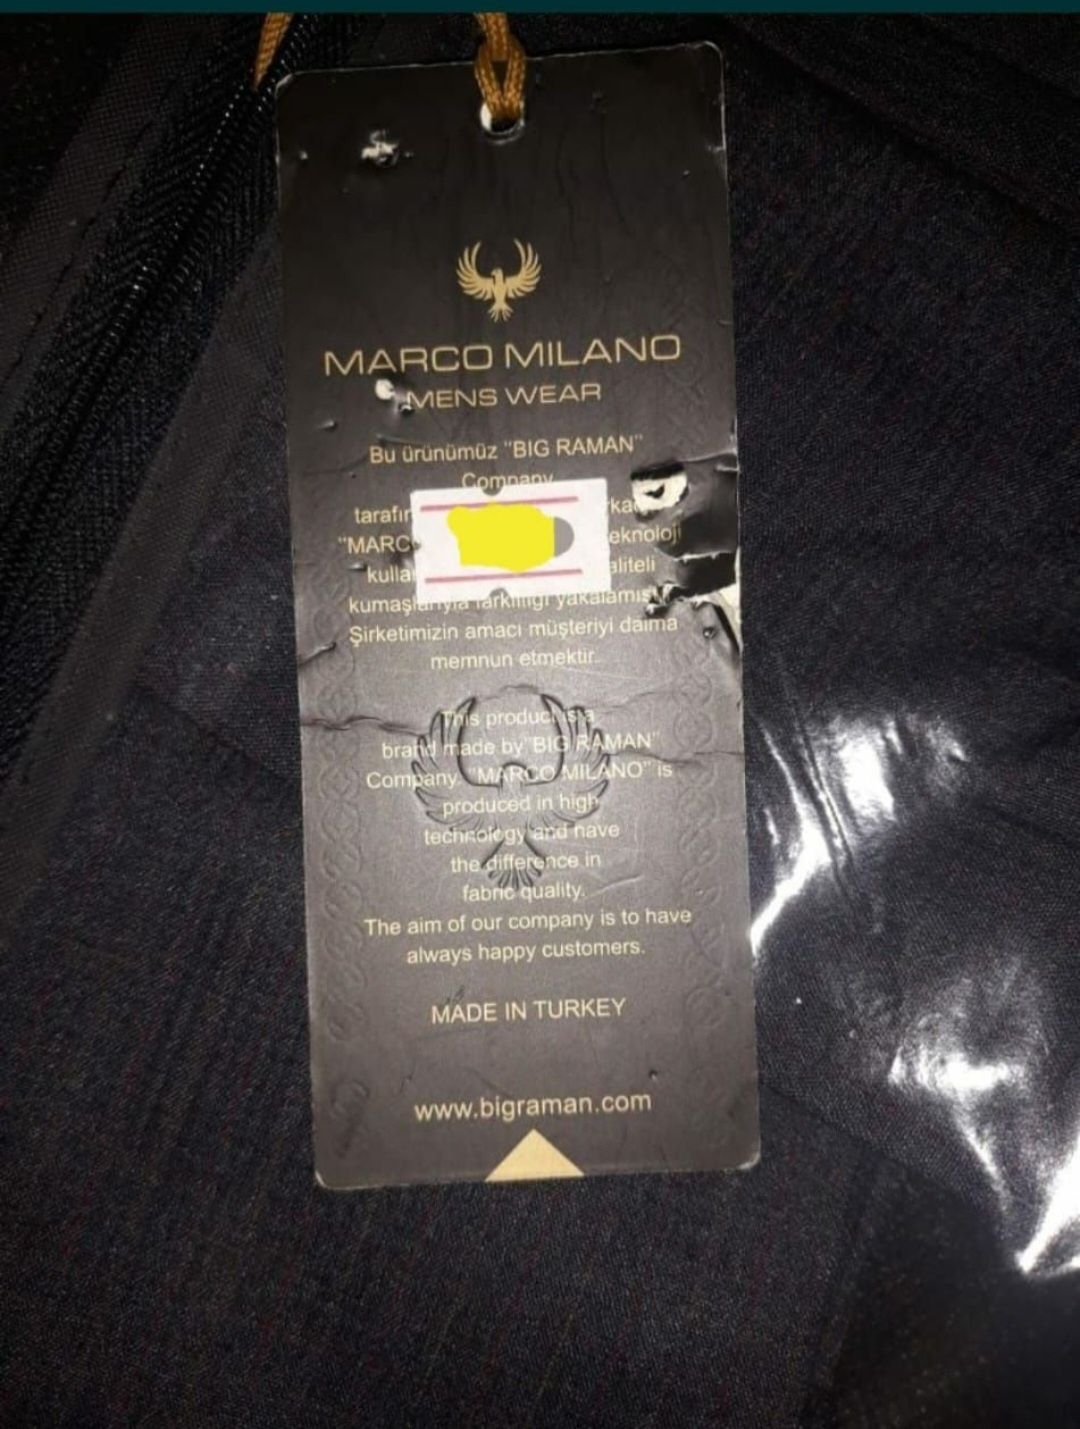 MARCO MILANO
MENS WEAR
Bu ürünümüz "BIG RAMAN"
Company
"MARC
kumaşlarıyla farklılığı yakalamış
Şirketimizin amacı müşteriyi daima
memnun etmektir.
This product is a
brand made by "BIG RAMAN"
Company. "MARCO MILANO" is
produced in high
technology and have
the difference in
fabric quality.
The aim of our company is to have
always happy customers.
MADE IN TURKEY
www.bigraman.com